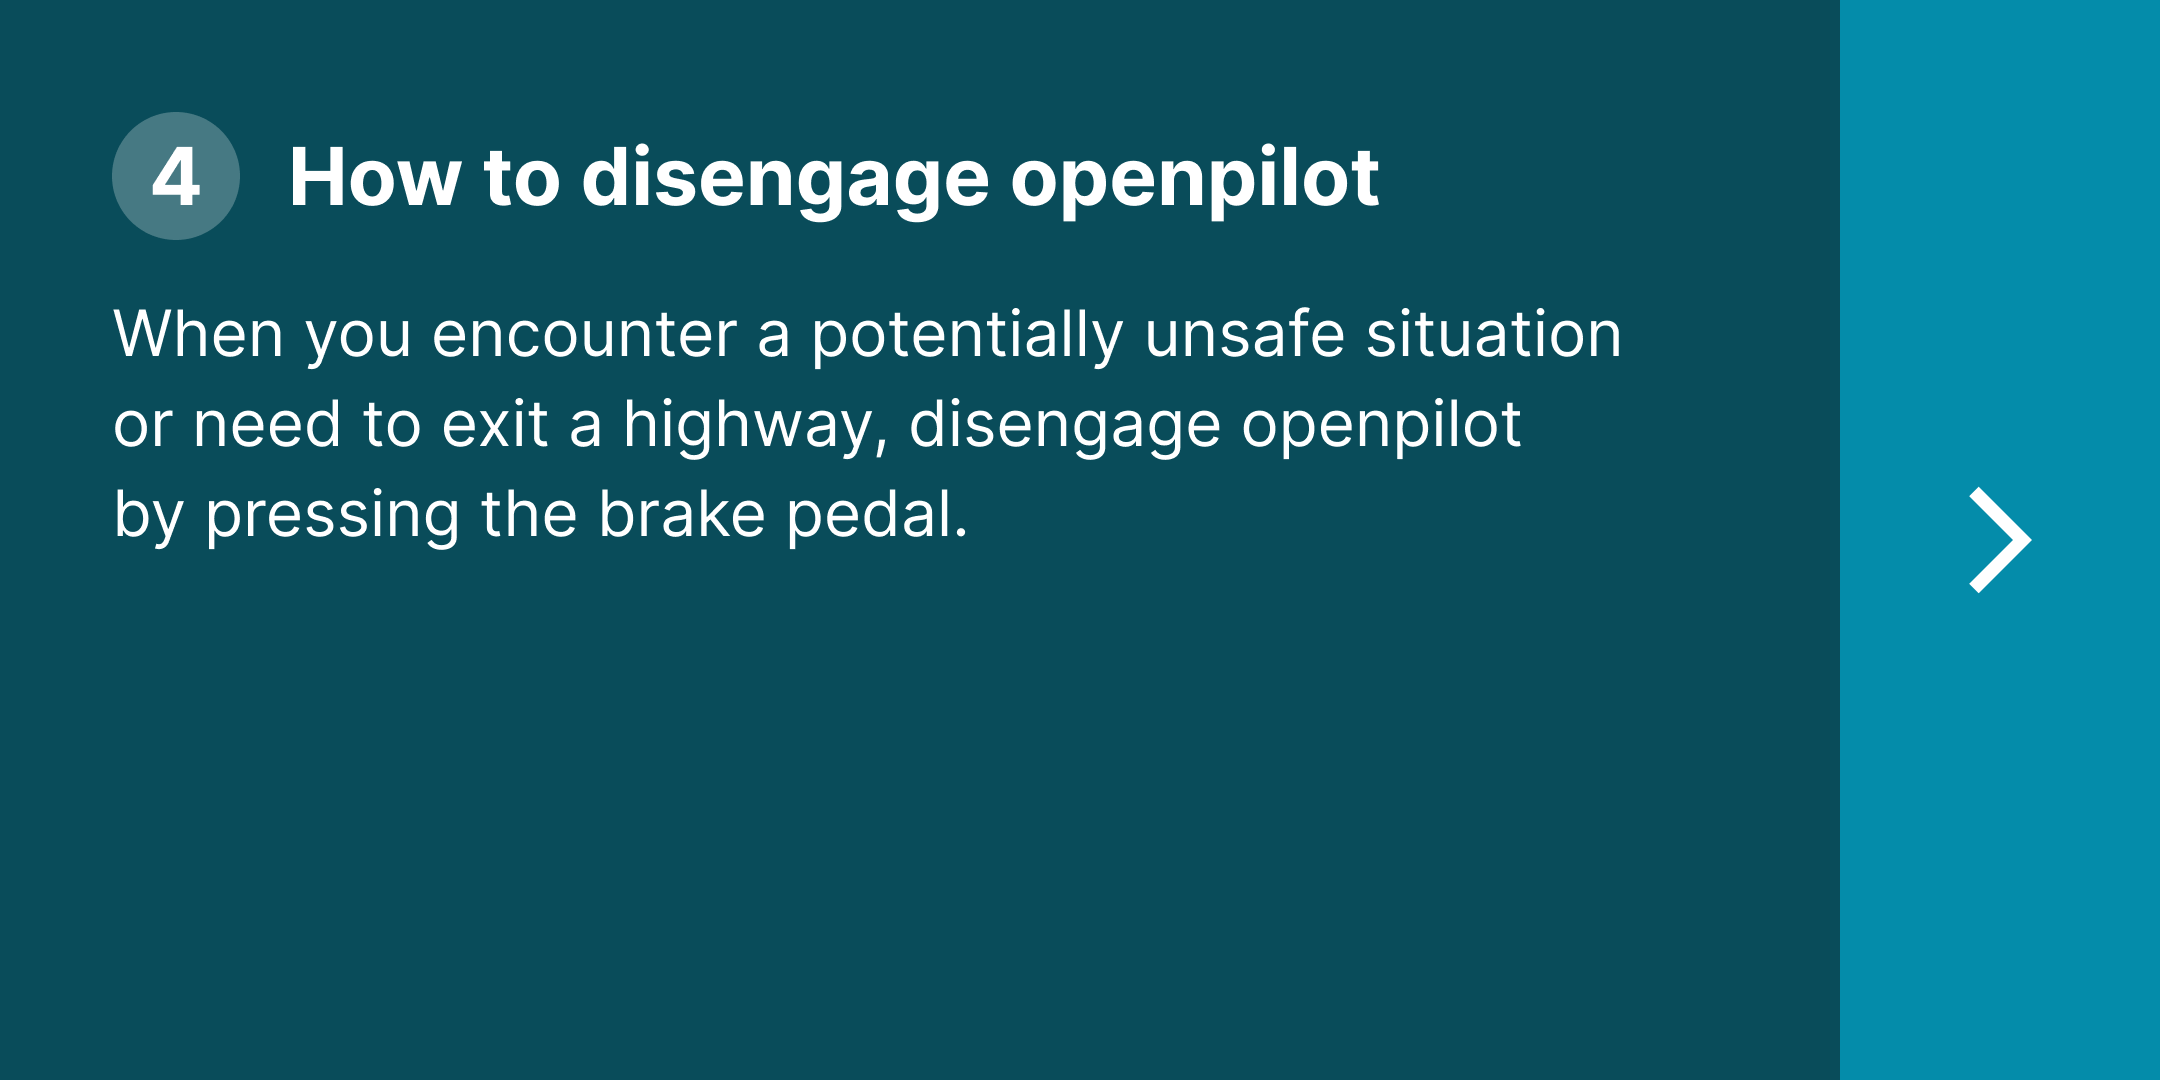 4 How to disengage openpilot
When you encounter a potentially unsafe situation
or need to exit a highway, disengage openpilot
by pressing the brake pedal.